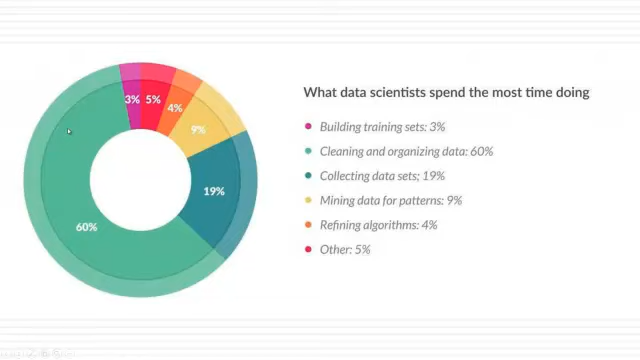 What data scientists spend the most time doing
3%
5%
4%
9%
19%
60%
Building training sets: 3%
Cleaning and organizing data: 60%
Collecting data sets; 19%
Mining data for patterns: 9%
Refining algorithms: 4%
Other: 5%